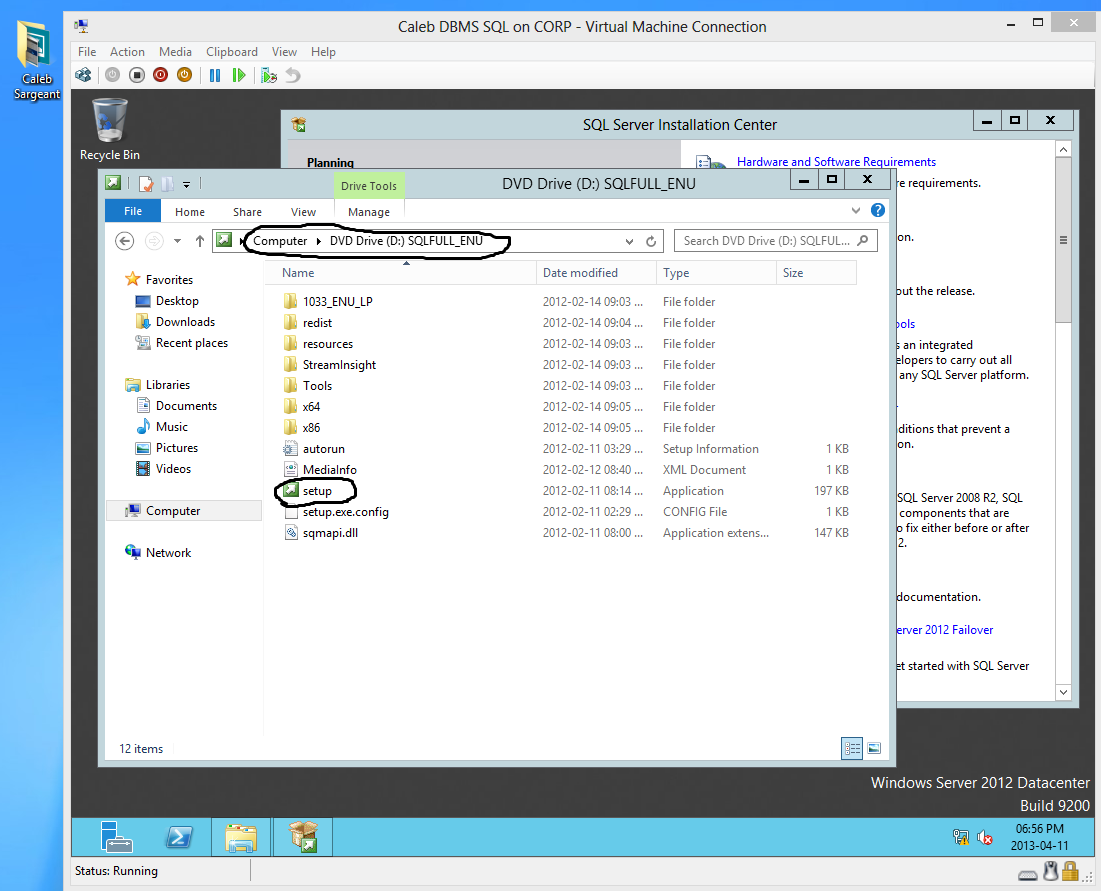 Caleb
Sargeant
Caleb DBMS SQL on CORP - Virtual Machine Connection
File Action Media Clipboard View Help
Recycle Bin
SQL Server Installation Center
Planning
Hardware and Software Requirements
re requirements.
on.
out the release.
ools
s an integrated
elopers to carry out all
any SQL Server platform.
ditions that prevent a
on.
SQL Server 2008 R2, SQL
components that are
o fix either before or after
2.
documentation.
erver 2012 Failover
et started with SQL Server
Drive Tools
DVD Drive (D:) SQLFULL_ENU
File Home Share View Manage
Computer DVD Drive (D:) SQLFULL_ENU
Search DVD Drive (D:) SQLFUL...
Favorites
Desktop
Downloads
Recent places
Libraries
Documents
Music
Pictures
Videos
Computer
Network
Name Date modified Type Size
1033_ENU_LP 2012-02-14 09:03 ... File folder
redist 2012-02-14 09:04 ... File folder
resources 2012-02-14 09:03 ... File folder
StreamInsight 2012-02-14 09:03 ... File folder
Tools 2012-02-14 09:03 ... File folder
x64 2012-02-14 09:05 ... File folder
x86 2012-02-14 09:05 ... File folder
autorun 2012-02-11 03:29 ... Setup Information 1 KB
MediaInfo 2012-02-12 08:40 ... XML Document 1 KB
setup 2012-02-11 08:14 ... Application 197 KB
setup.exe.config 2012-02-11 02:29 ... CONFIG File 1 KB
sqmapi.dll 2012-02-11 08:00 ... Application extens... 147 KB
12 items
Windows Server 2012 Datacenter
Build 9200
06:56 PM
2013-04-11
Status: Running